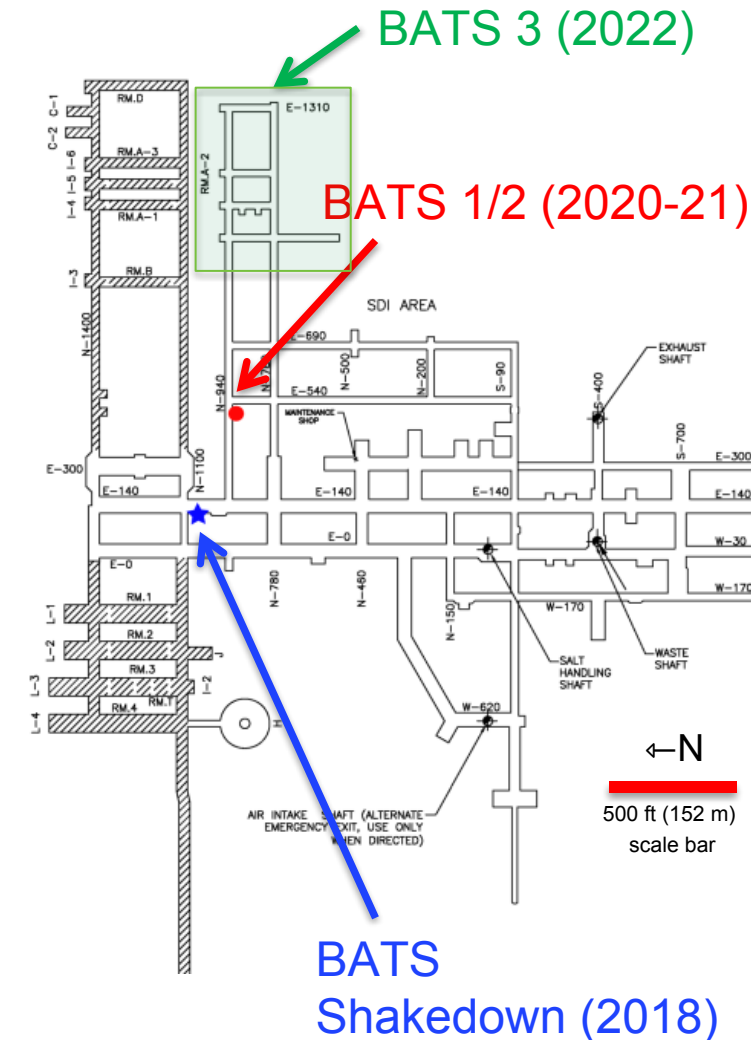 BATS 3 (2022)
C-1
C-2
RM.D
E-1310
I-6
RM.A-3
RM.A-2
I-5
I-4
RM.A-1
BATS 1/2 (2020-21)
I-3
RM.B
SDI AREA
N-1400
E-690
EXHAUST
SHAFT
N-940
N-500
N-200
S-90
S-400
E-540
MAINTENANCE
SHOP
S-700
E-300
N-1100
E-300
E-140
E-140
E-140
E-140
E-0
W-30
E-0
W-170
RM.1
N-780
N-460
N-150
L-1
W-170
RM.2
L-2
J
RM.3
SALT
HANDLING
SHAFT
WASTE
SHAFT
L-3
RM.T
I-2
RM.4
L-4
H
W-620
←N
AIR INTAKE SHAFT (ALTERNATE
EMERGENCY EXIT, USE ONLY
WHEN DIRECTED)
500 ft (152 m)
scale bar
BATS
Shakedown (2018)